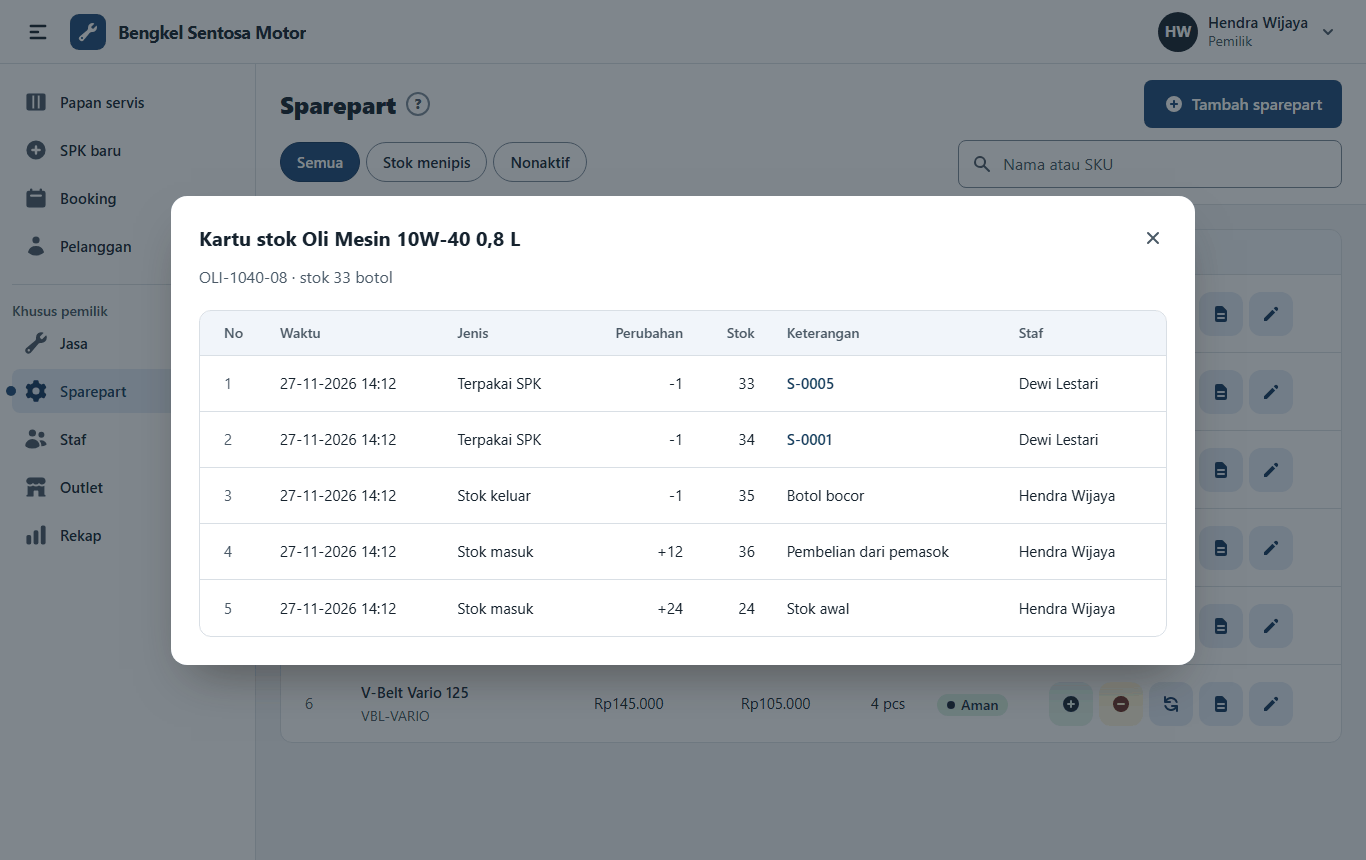 Bengkel Sentosa Motor
HW
Hendra Wijaya
Pemilik
Papan servis
SPK baru
Booking
Pelanggan
Khusus pemilik
Jasa
Sparepart
Staf
Outlet
Rekap
Sparepart ?
Tambah sparepart
Semua
Stok menipis
Nonaktif
Nama atau SKU
Kartu stok Oli Mesin 10W-40 0,8 L
OLI-1040-08 · stok 33 botol
No Waktu Jenis Perubahan Stok Keterangan Staf
1 27-11-2026 14:12 Terpakai SPK -1 33 S-0005 Dewi Lestari
2 27-11-2026 14:12 Terpakai SPK -1 34 S-0001 Dewi Lestari
3 27-11-2026 14:12 Stok keluar -1 35 Botol bocor Hendra Wijaya
4 27-11-2026 14:12 Stok masuk +12 36 Pembelian dari pemasok Hendra Wijaya
5 27-11-2026 14:12 Stok masuk +24 24 Stok awal Hendra Wijaya
6 V-Belt Vario 125 Rp145.000 Rp105.000 4 pcs Aman
VBL-VARIO